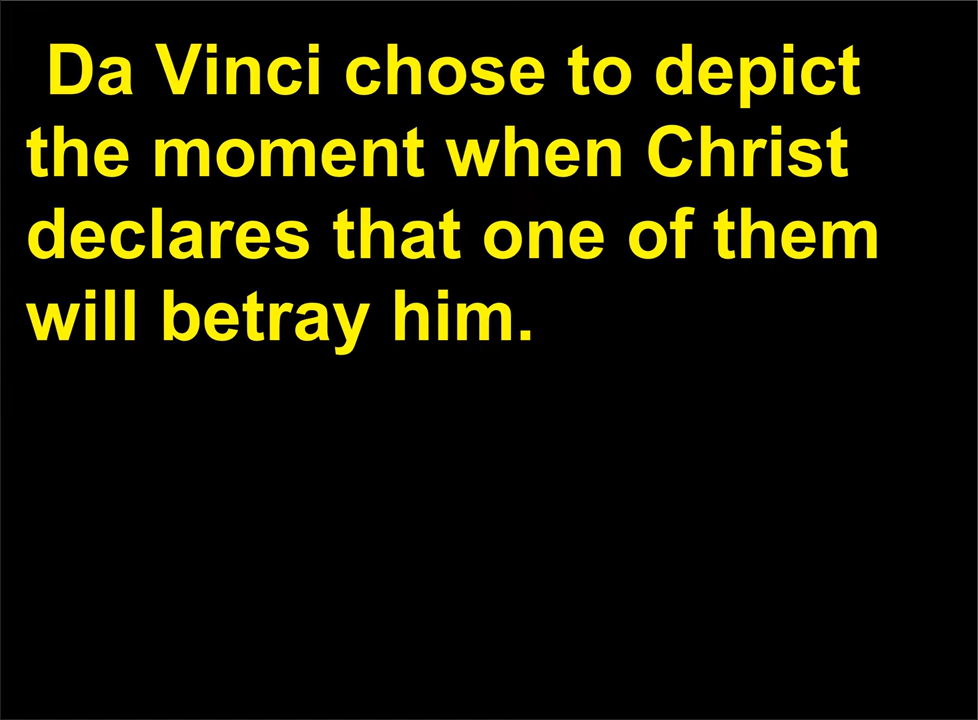 Da Vinci chose to depict
the moment when Christ
declares that one of them
will betray him.